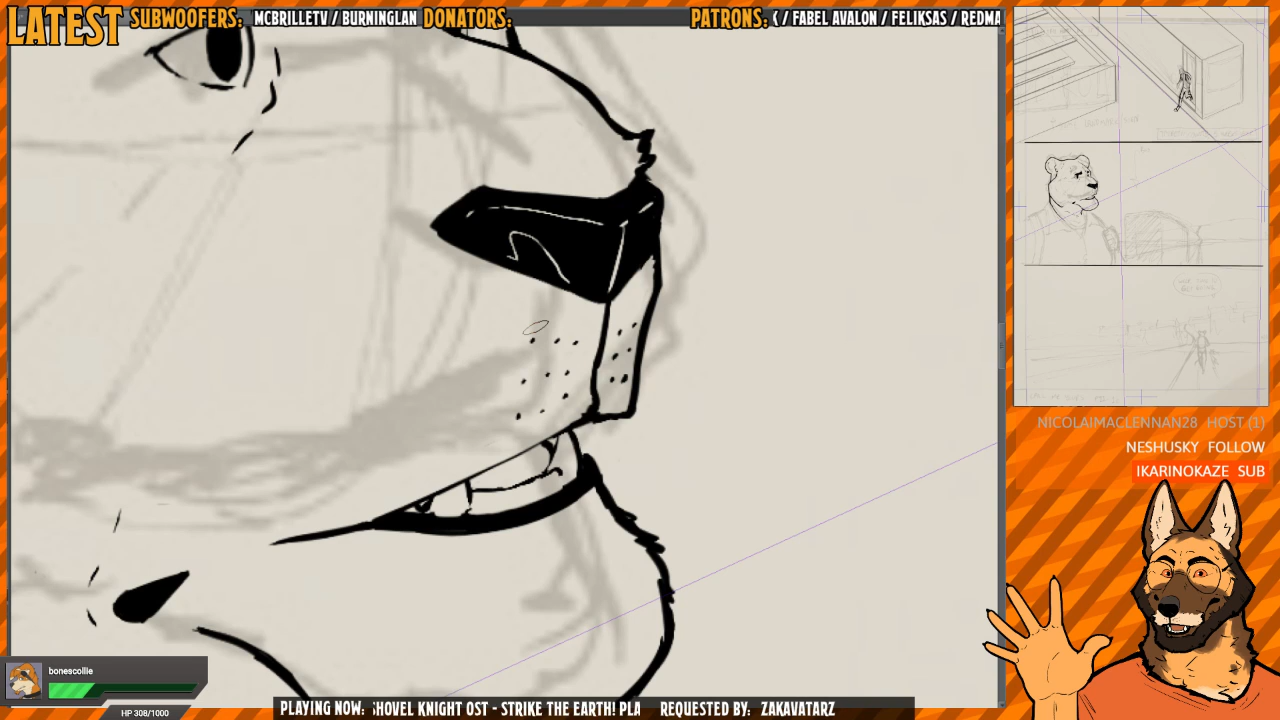 LATEST SUBWOOFERS: MCBRILLETV / BURNINGLAN DONATORS: PATRONS: ( / FABEL AVALON / FELIKSAS / REDMA
NICOLAIMACLENNAN28 HOST (1)
NESHUSKY FOLLOW
IKARINOKAZE SUB
bonescollie
HP 308/1000
PLAYING NOW: SHOVEL KNIGHT OST - STRIKE THE EARTH! PLA REQUESTED BY: ZAKAVATARZ